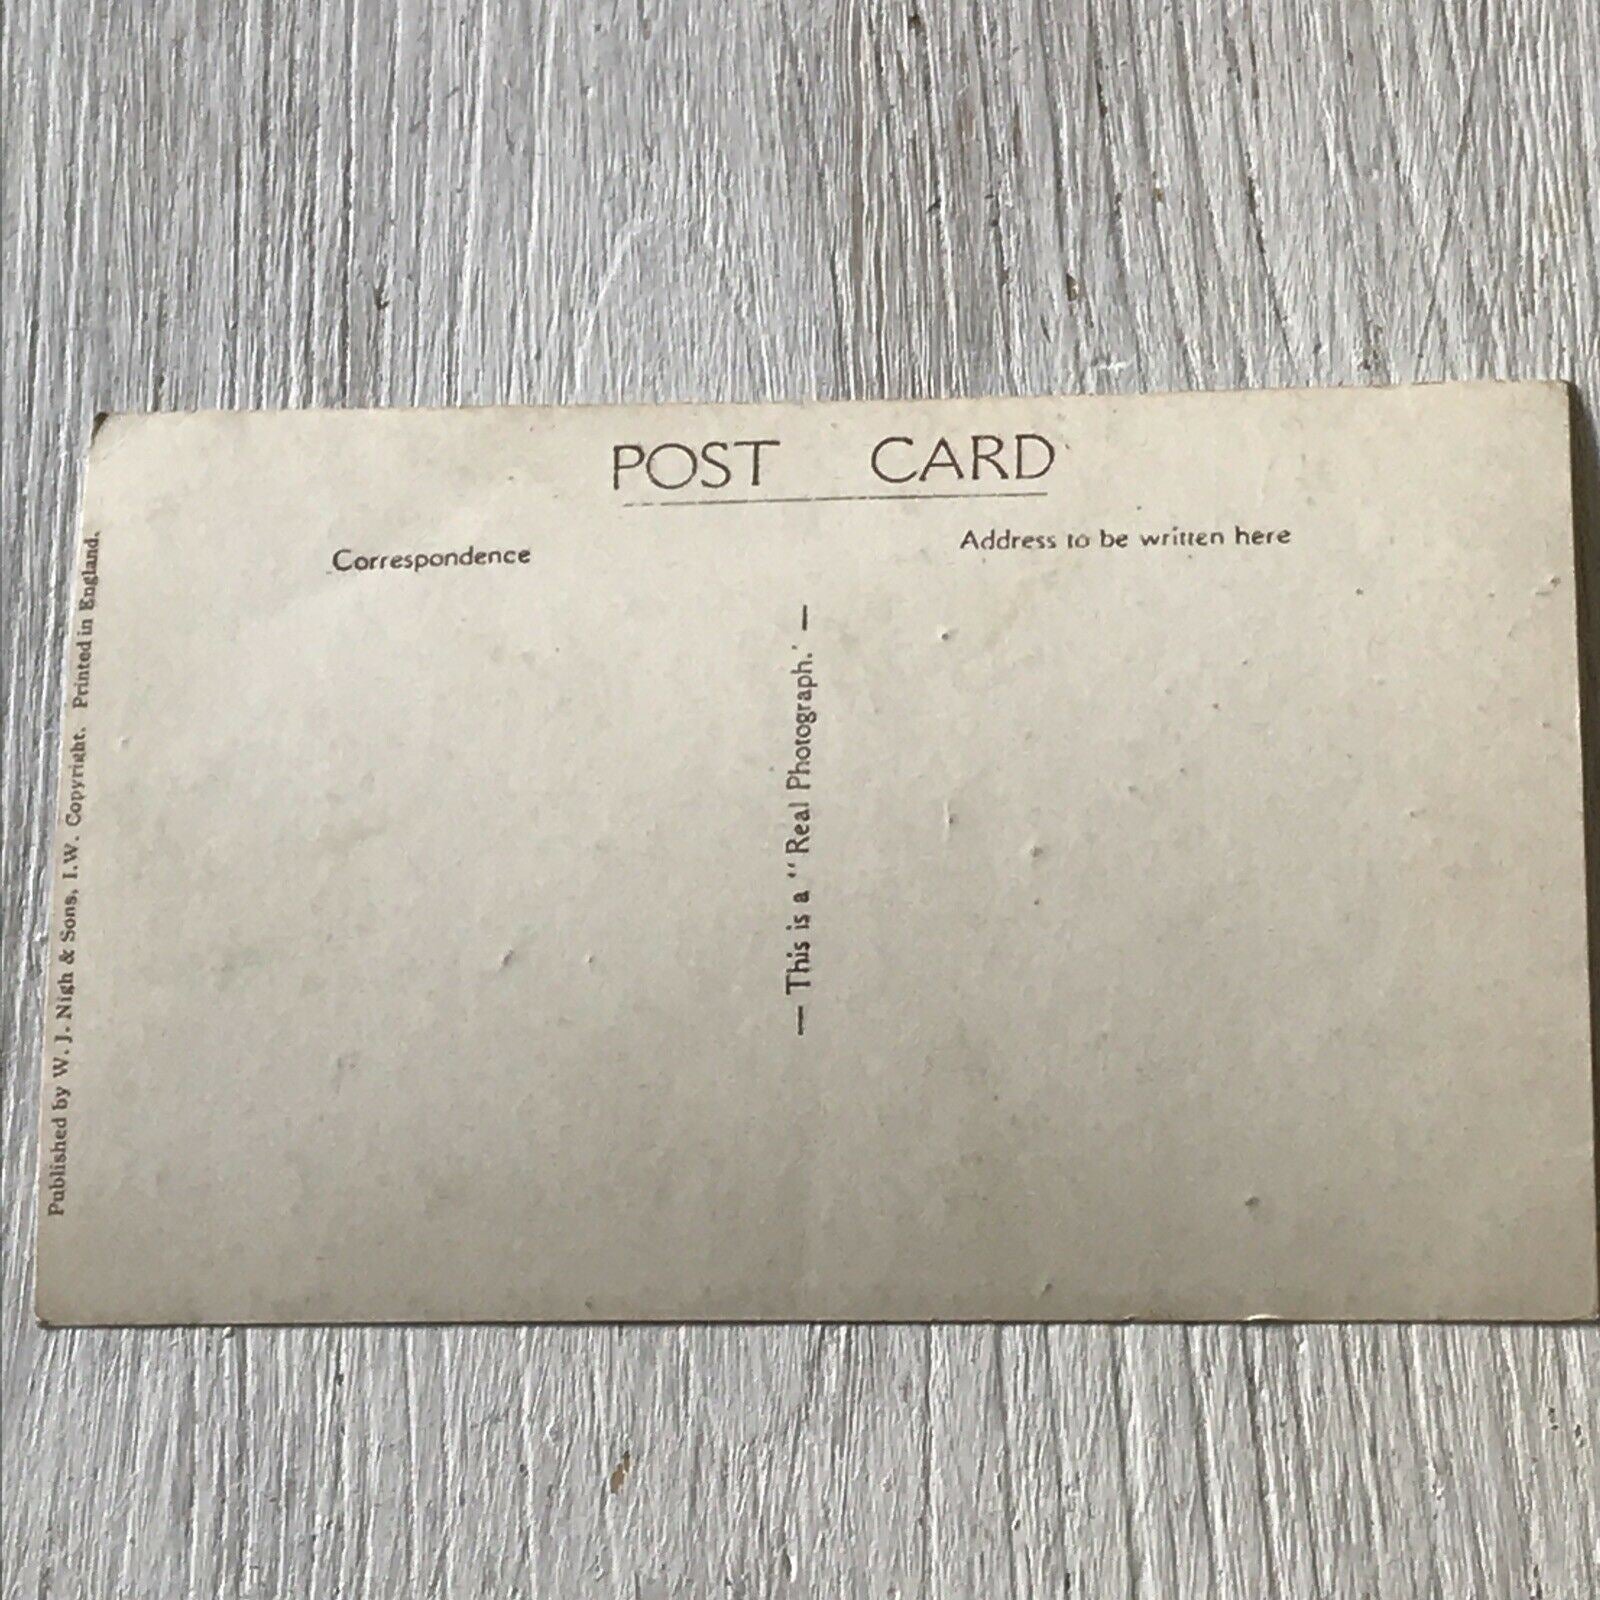 POST CARD
Correspondence
Address to be written here
— This is a "Real Photograph.' —
Published by W. J. Nigh & Sons, I.W. Copyright. Printed in England.